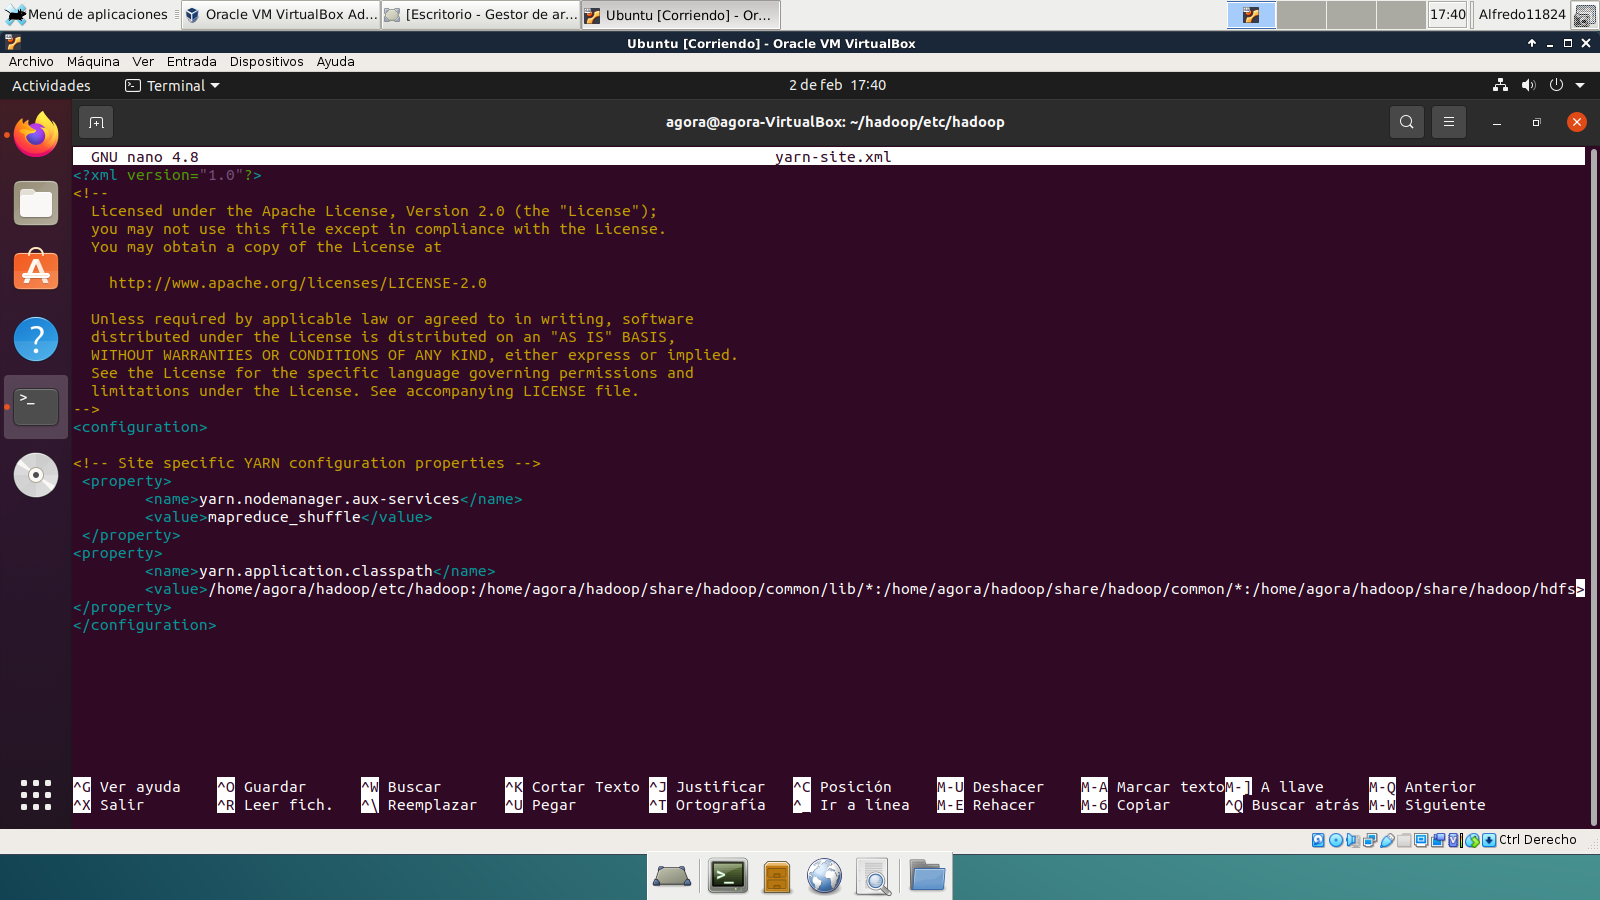 Menú de aplicaciones
Oracle VM VirtualBox Ad...
[Escritorio - Gestor de ar...
Ubuntu [Corriendo] - Or...
17:40
Alfredo11824
Ubuntu [Corriendo] - Oracle VM VirtualBox
Archivo Máquina Ver Entrada Dispositivos Ayuda
Actividades Terminal 2 de feb 17:40
agora@agora-VirtualBox: ~/hadoop/etc/hadoop
GNU nano 4.8 yarn-site.xml
<?xml version="1.0"?>
<!--
Licensed under the Apache License, Version 2.0 (the "License");
you may not use this file except in compliance with the License.
You may obtain a copy of the License at
http://www.apache.org/licenses/LICENSE-2.0
Unless required by applicable law or agreed to in writing, software
distributed under the License is distributed on an "AS IS" BASIS,
WITHOUT WARRANTIES OR CONDITIONS OF ANY KIND, either express or implied.
See the License for the specific language governing permissions and
limitations under the License. See accompanying LICENSE file.
-->
<configuration>
<!-- Site specific YARN configuration properties -->
<property>
<name>yarn.nodemanager.aux-services</name>
<value>mapreduce_shuffle</value>
</property>
<property>
<name>yarn.application.classpath</name>
<value>/home/agora/hadoop/etc/hadoop:/home/agora/hadoop/share/hadoop/common/lib/*:/home/agora/hadoop/share/hadoop/common/*:/home/agora/hadoop/share/hadoop/hdfs>
</property>
</configuration>
^G Ver ayuda ^O Guardar ^W Buscar ^K Cortar Texto ^J Justificar ^C Posición M-U Deshacer M-A Marcar texto M-] A llave M-Q Anterior
^X Salir ^R Leer fich. ^\ Reemplazar ^U Pegar ^T Ortografía ^_ Ir a línea M-E Rehacer M-6 Copiar ^Q Buscar atrás M-W Siguiente
Ctrl Derecho